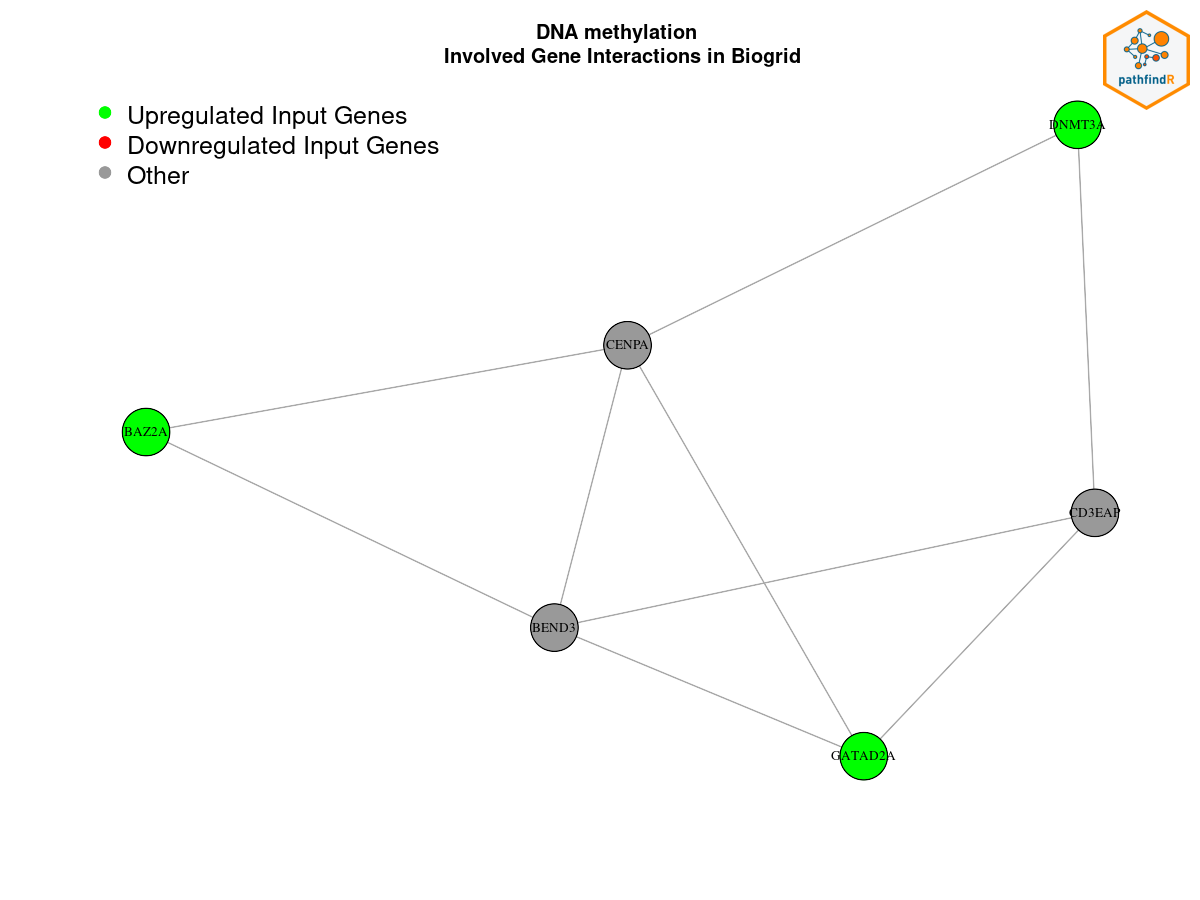 DNA methylation
Involved Gene Interactions in Biogrid
pathfindR
Upregulated Input Genes
Downregulated Input Genes
Other
DNMT3A
CENPA
BAZ2A
CD3EAP
BEND3
GATAD2A